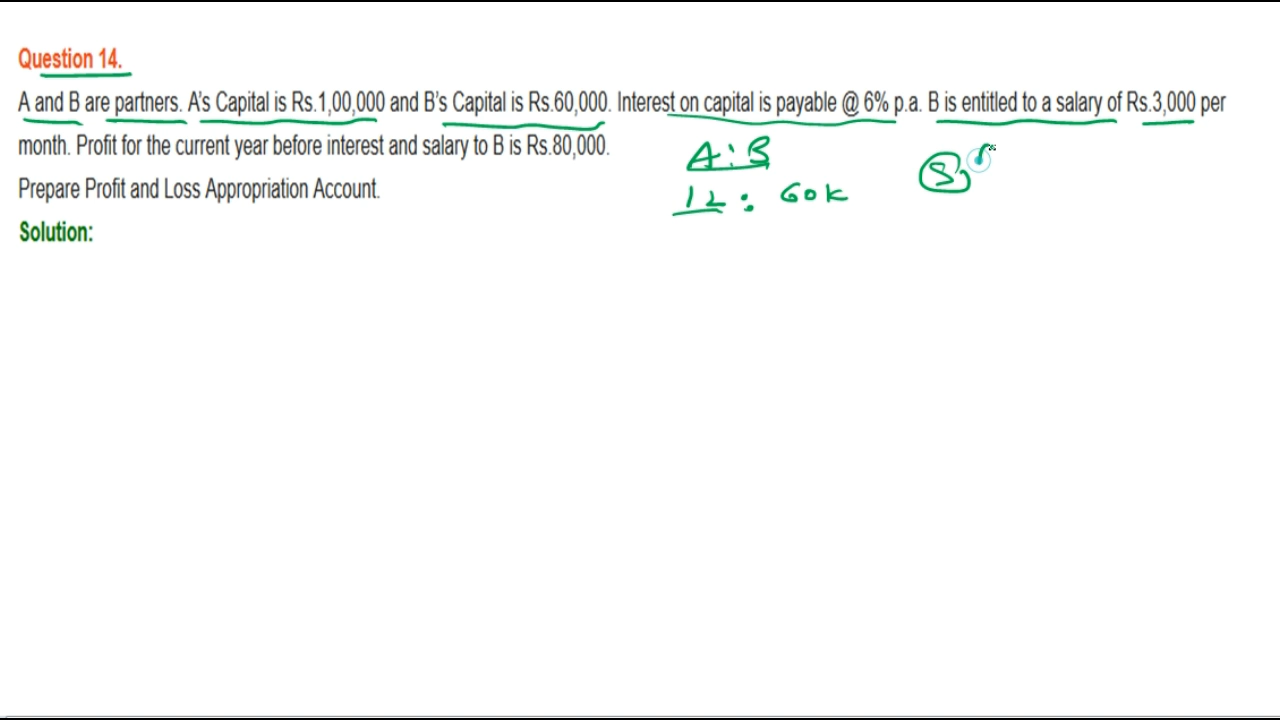 Question 14.
A and B are partners. A's Capital is Rs.1,00,000 and B's Capital is Rs.60,000. Interest on capital is payable @ 6% p.a. B is entitled to a salary of Rs.3,000 per
month. Profit for the current year before interest and salary to B is Rs.80,000.
A : B
Prepare Profit and Loss Appropriation Account.
1L : 60K
Solution: